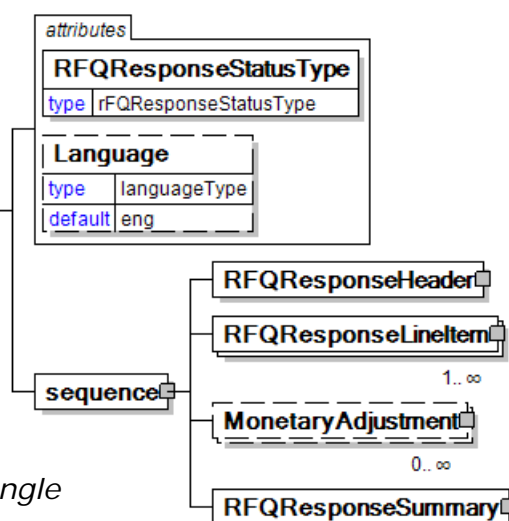 attributes
RFQResponseStatusType
type rFQResponseStatusType
Language
type languageType
default eng
RFQResponseHeader
RFQResponseLineItem
1.. ∞
sequence
MonetaryAdjustment
0.. ∞
ngle
RFQResponseSummary